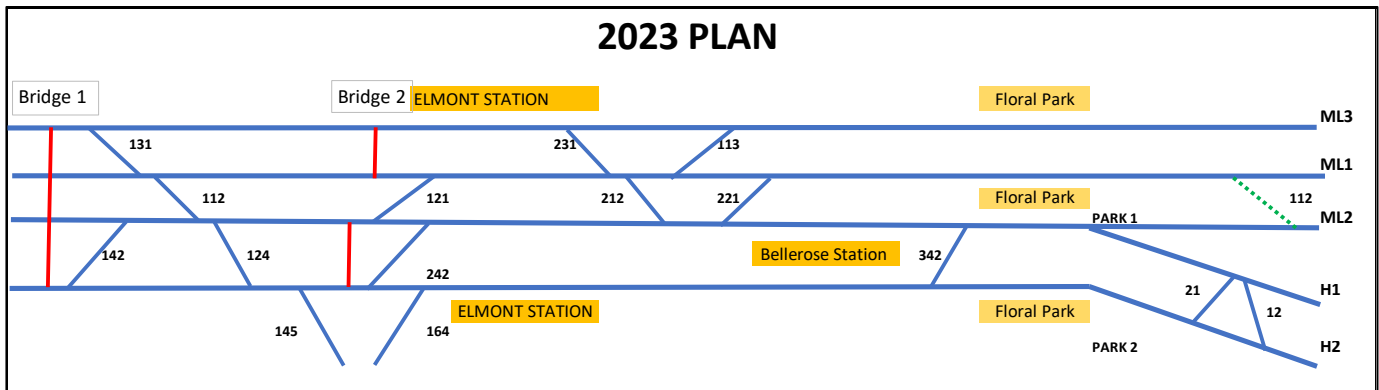 2023 PLAN
Bridge 1
Bridge 2
ELMONT STATION
Floral Park
ML3
131
231
113
ML1
112
121
212
221
Floral Park
112
PARK 1
ML2
142
124
242
Bellerose Station
342
21
12
H1
145
164
ELMONT STATION
Floral Park
PARK 2
H2